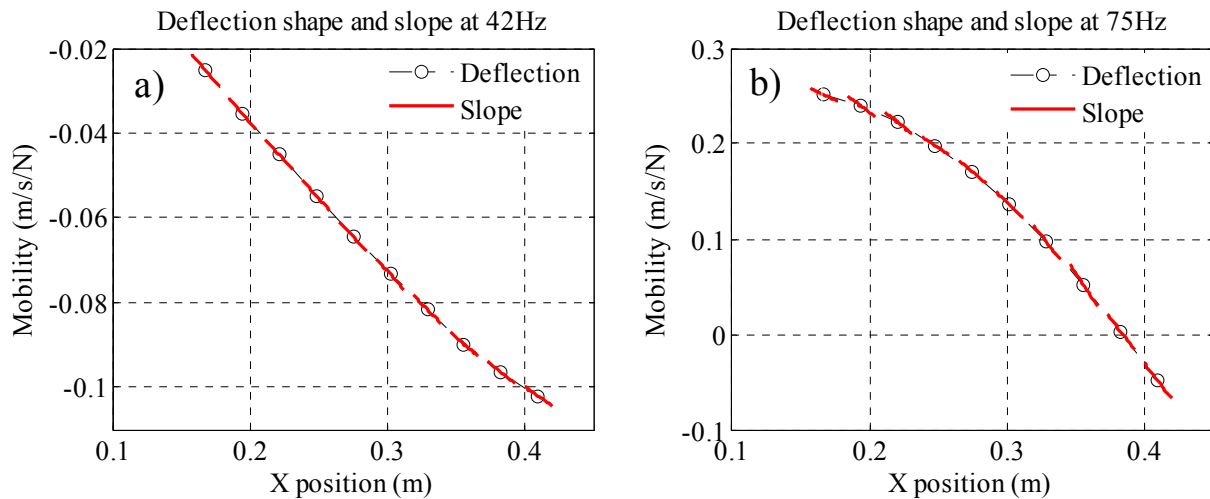 Deflection shape and slope at 42Hz
a)
Deflection
Slope
-0.02
-0.04
-0.06
-0.08
-0.1
Mobility (m/s/N)
0.1
0.2
0.3
0.4
X position (m)
Deflection shape and slope at 75Hz
b)
Deflection
Slope
0.3
0.2
0.1
0
-0.1
Mobility (m/s/N)
0.1
0.2
0.3
0.4
X position (m)